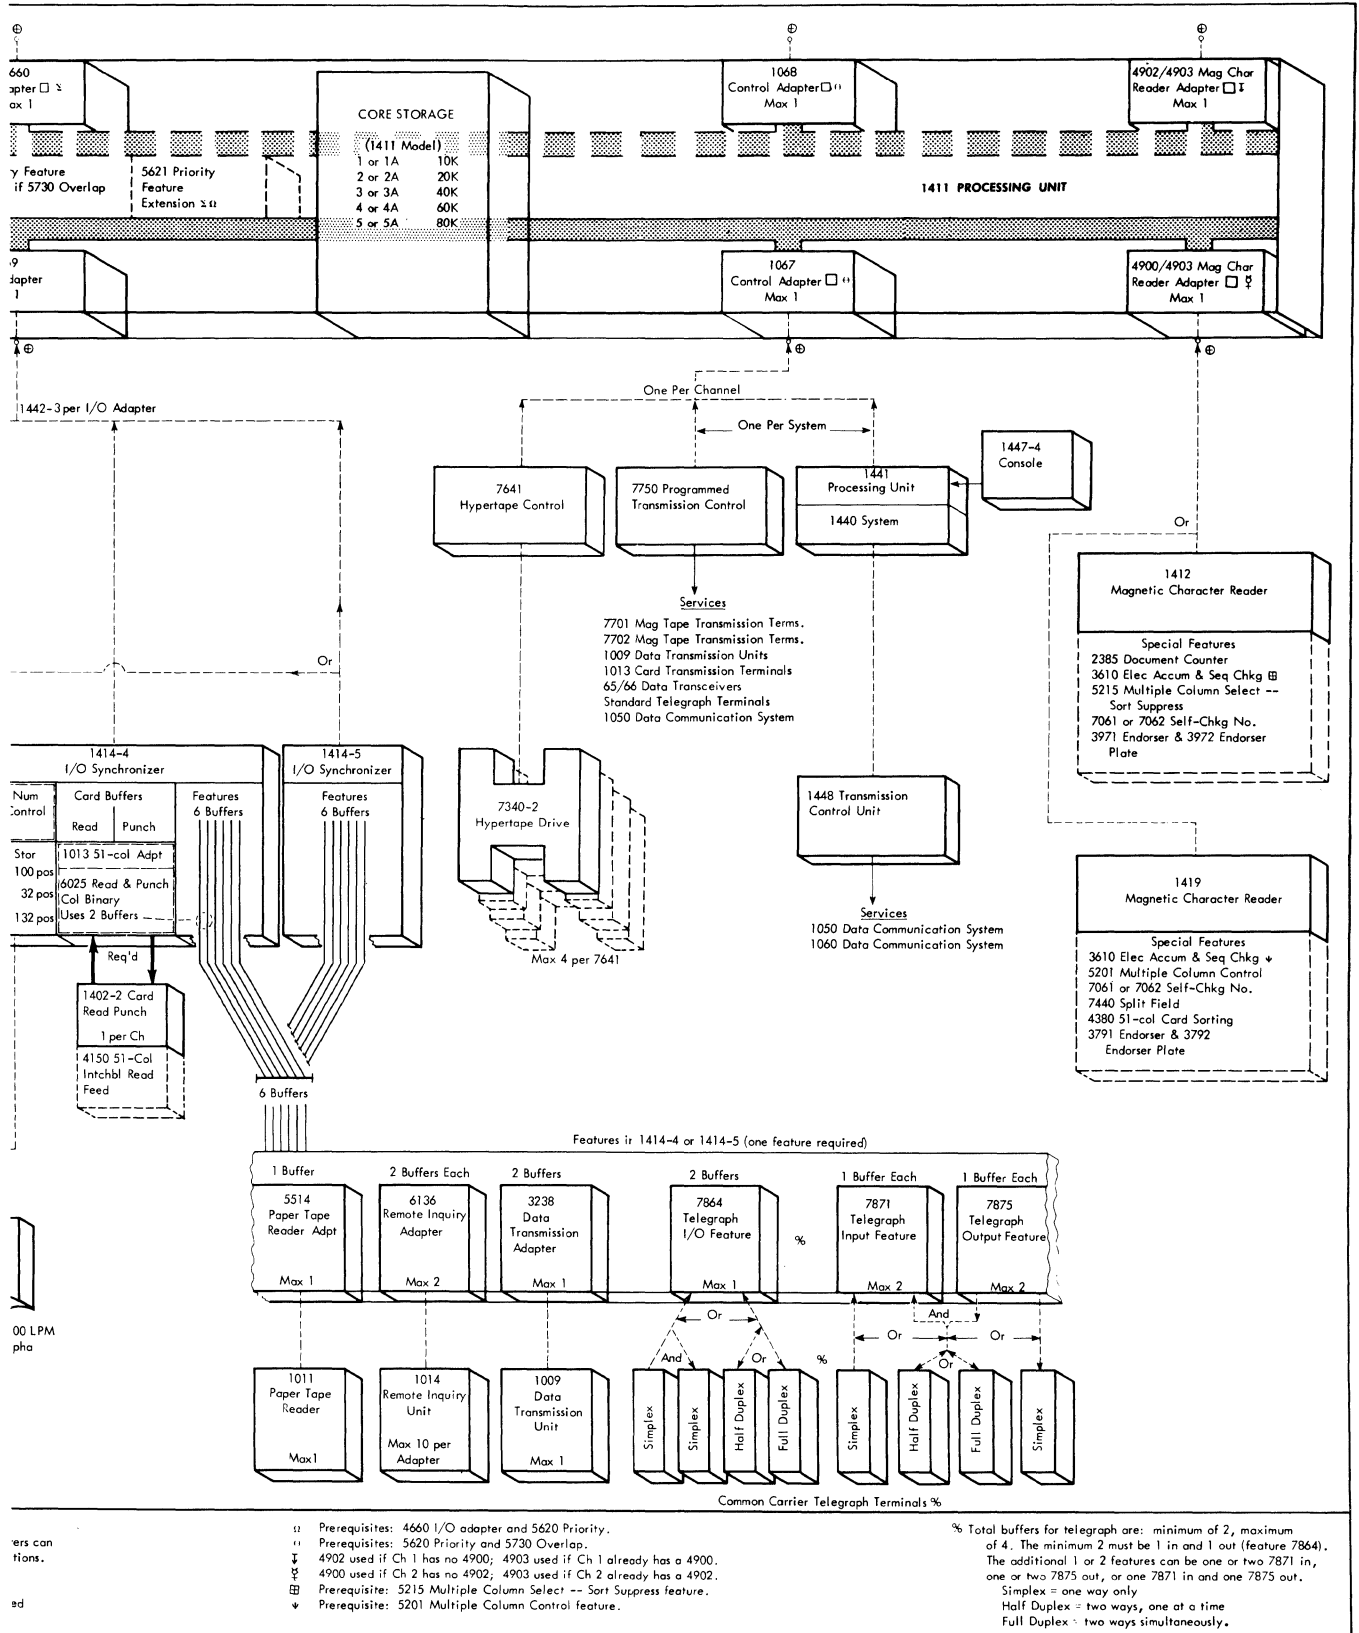 660
apter
ax 1
1068
Control Adapter
Max 1
4902/4903 Mag Char
Reader Adapter
Max 1
CORE STORAGE
(1411 Model)
1 or 1A 10K
2 or 2A 20K
3 or 3A 40K
4 or 4A 60K
5 or 5A 80K
y Feature
if 5730 Overlap
5621 Priority
Feature
Extension
1411 PROCESSING UNIT
9
dapter
1
1067
Control Adapter
Max 1
4900/4903 Mag Char
Reader Adapter
Max 1
One Per Channel
1442-3 per I/O Adapter
One Per System
1447-4
Console
7641
Hypertape Control
7750 Programmed
Transmission Control
1441
Processing Unit
1440 System
Or
1412
Magnetic Character Reader
Special Features
2385 Document Counter
3610 Elec Accum & Seq Chkg ⊞
5215 Multiple Column Select --
Sort Suppress
7061 or 7062 Self-Chkg No.
3971 Endorser & 3972 Endorser
Plate
Services
7701 Mag Tape Transmission Terms.
7702 Mag Tape Transmission Terms.
1009 Data Transmission Units
1013 Card Transmission Terminals
65/66 Data Transceivers
Standard Telegraph Terminals
1050 Data Communication System
Or
1414-4
I/O Synchronizer
1414-5
I/O Synchronizer
Num
Control
Card Buffers
Read Punch
Features
6 Buffers
Features
6 Buffers
Stor
100 pos
32 pos
132 pos
1013 51-col Adpt
6025 Read & Punch
Col Binary
Uses 2 Buffers
7340-2
Hypertape Drive
Max 4 per 7641
1448 Transmission
Control Unit
Services
1050 Data Communication System
1060 Data Communication System
1419
Magnetic Character Reader
Special Features
3610 Elec Accum & Seq Chkg
5201 Multiple Column Control
7061 or 7062 Self-Chkg No.
7440 Split Field
4380 51-col Card Sorting
3791 Endorser & 3792
Endorser Plate
Req'd
1402-2 Card
Read Punch
1 per Ch
4150 51-Col
Intchbl Read
Feed
6 Buffers
Features in 1414-4 or 1414-5 (one feature required)
1 Buffer
2 Buffers Each
2 Buffers
2 Buffers
1 Buffer Each
1 Buffer Each
5514
Paper Tape
Reader Adpt
Max 1
6136
Remote Inquiry
Adapter
Max 2
3238
Data
Transmission
Adapter
Max 1
7864
Telegraph
I/O Feature
Max 1
%
7871
Telegraph
Input Feature
Max 2
7875
Telegraph
Output Feature
Max 2
00 LPM
pha
Or
And
Or
%
And
Or
Or
Or
1011
Paper Tape
Reader
Max1
1014
Remote Inquiry
Unit
Max 10 per
Adapter
1009
Data
Transmission
Unit
Max 1
Simplex
Simplex
Half Duplex
Full Duplex
Simplex
Half Duplex
Full Duplex
Simplex
Common Carrier Telegraph Terminals %
ers can
tions.
ed
Prerequisites: 4660 I/O adapter and 5620 Priority.
Prerequisites: 5620 Priority and 5730 Overlap.
4902 used if Ch 1 has no 4900; 4903 used if Ch 1 already has a 4900.
4900 used if Ch 2 has no 4902; 4903 used if Ch 2 already has a 4902.
⊞ Prerequisite: 5215 Multiple Column Select -- Sort Suppress feature.
Prerequisite: 5201 Multiple Column Control feature.
% Total buffers for telegraph are: minimum of 2, maximum
of 4. The minimum 2 must be 1 in and 1 out (feature 7864).
The additional 1 or 2 features can be one or two 7871 in,
one or two 7875 out, or one 7871 in and one 7875 out.
Simplex = one way only
Half Duplex = two ways, one at a time
Full Duplex = two ways simultaneously.